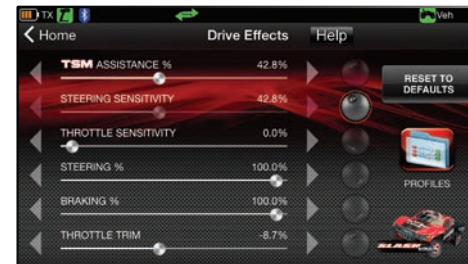 TX Veh
Home Drive Effects Help
TSM ASSISTANCE % 42.8%
STEERING SENSITIVITY 42.8%
THROTTLE SENSITIVITY 0.0%
STEERING % 100.0%
BRAKING % 100.0%
THROTTLE TRIM -8.7%
RESET TO
DEFAULTS
PROFILES
SLASH